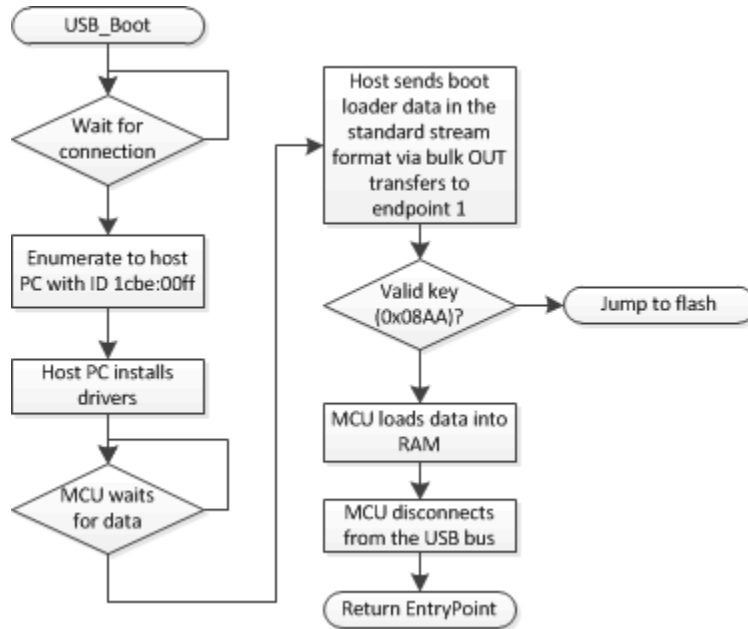 USB_Boot
Wait for
connection
Enumerate to host
PC with ID 1cbe:00ff
Host PC installs
drivers
MCU waits
for data
Host sends boot
loader data in the
standard stream
format via bulk OUT
transfers to
endpoint 1
Valid key
(0x08AA)?
Jump to flash
MCU loads data into
RAM
MCU disconnects
from the USB bus
Return EntryPoint